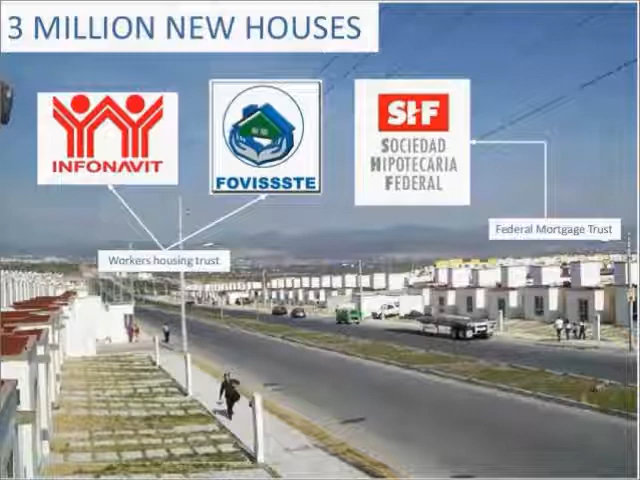 3 MILLION NEW HOUSES
INFONAVIT
FOVISSSTE
SHF
SOCIEDAD
HIPOTECARIA
FEDERAL
Federal Mortgage Trust
Workers housing trust